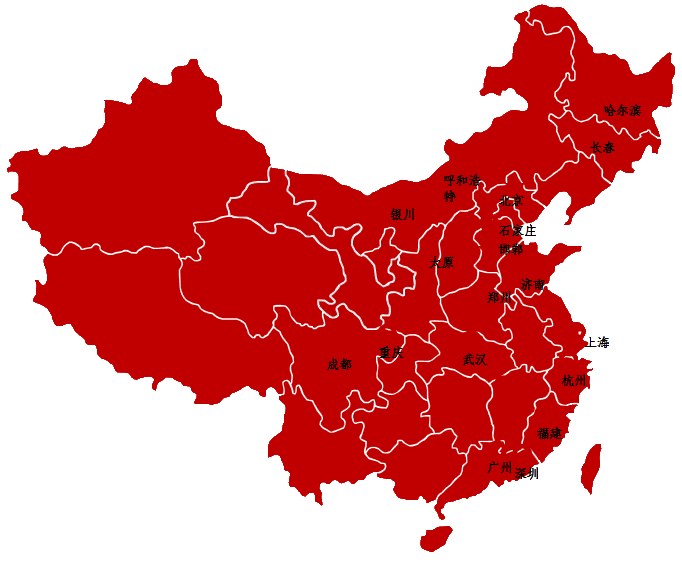 哈尔滨
长春
呼和浩
特
北京
银川
石家庄
邯郸
太原
济南
郑州
上海
重庆
武汉
成都
杭州
福建
广州
深圳